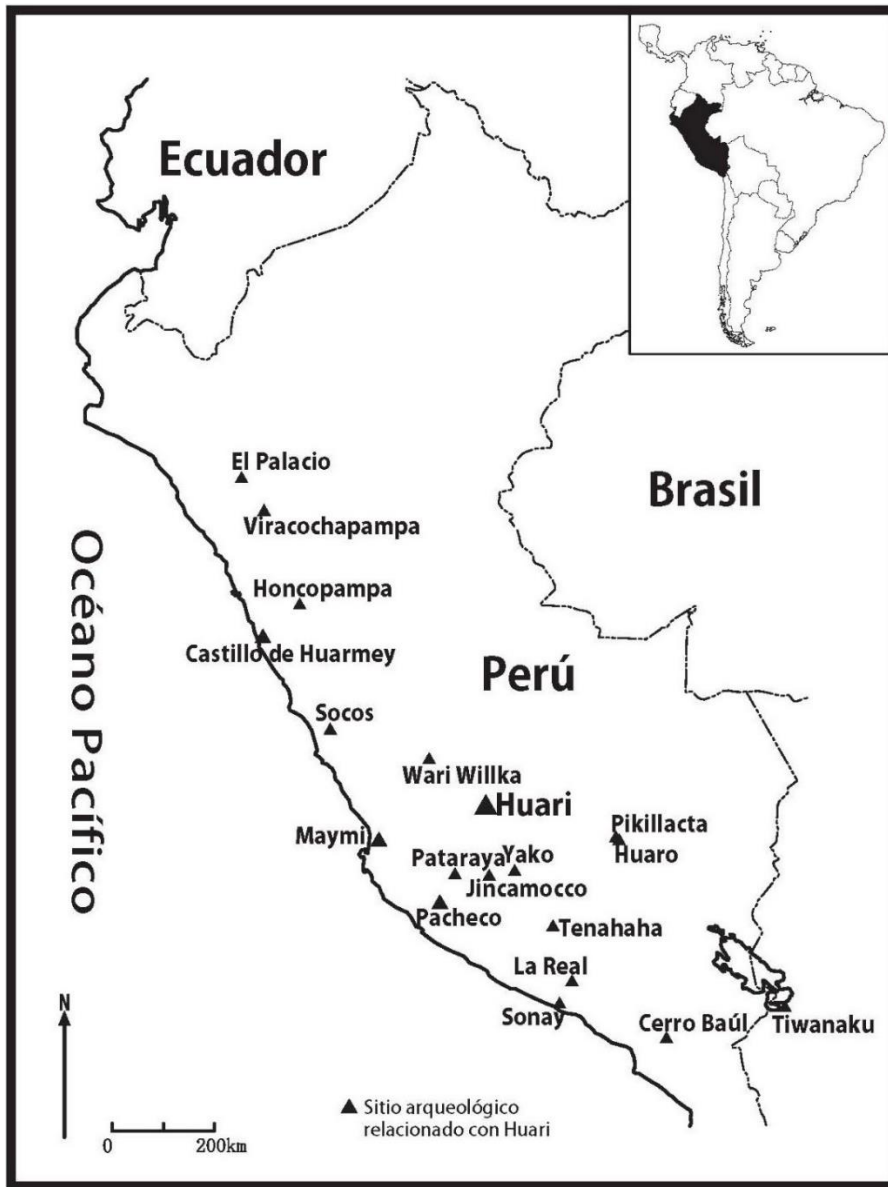 Ecuador
El Palacio
Viracochapampa
Brasil
Océano Pacífico
Honcopampa
Castillo de Huarmey
Perú
Socos
Wari Willka
Huari
Maymi
Pikillacta
Huaro
Pataraya
Yako
Jincamocco
Pacheco
Tenahaha
La Real
Sonay
Cerro Baúl
Tiwanaku
N
Sitio arqueológico
relacionado con Huari
0 200km